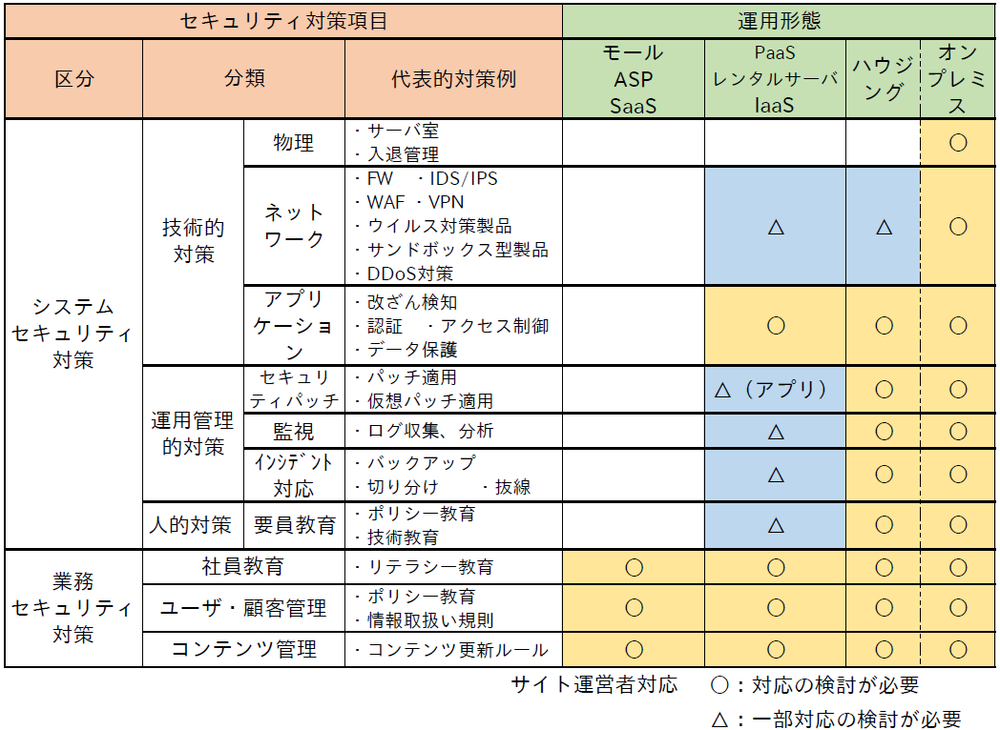 セキュリティ対策項目
運用形態
区分
分類
代表的対策例
モール
ASP
SaaS
PaaS
レンタルサーバ
IaaS
ハウジ
ング
オン
プレミ
ス
システム
セキュリティ
対策
技術的
対策
物理
・サーバ室
・入退管理
○
ネット
ワーク
・FW ・IDS/IPS
・WAF ・VPN
・ウイルス対策製品
・サンドボックス型製品
・DDoS対策
△
△
○
アプリ
ケーショ
ン
・改ざん検知
・認証 ・アクセス制御
・データ保護
○
○
○
運用管理
的対策
セキュリ
ティパッチ
・パッチ適用
・仮想パッチ適用
△（アプリ）
○
○
監視
・ログ収集、分析
△
○
○
ｲﾝｼﾃﾞﾝﾄ
対応
・バックアップ
・切り分け ・抜線
△
○
○
人的対策
要員教育
・ポリシー教育
・技術教育
△
○
○
業務
セキュリティ
対策
社員教育
・リテラシー教育
○
○
○
○
ユーザ・顧客管理
・ポリシー教育
・情報取扱い規則
○
○
○
○
コンテンツ管理
・コンテンツ更新ルール
○
○
○
○
サイト運営者対応 ○：対応の検討が必要
△：一部対応の検討が必要